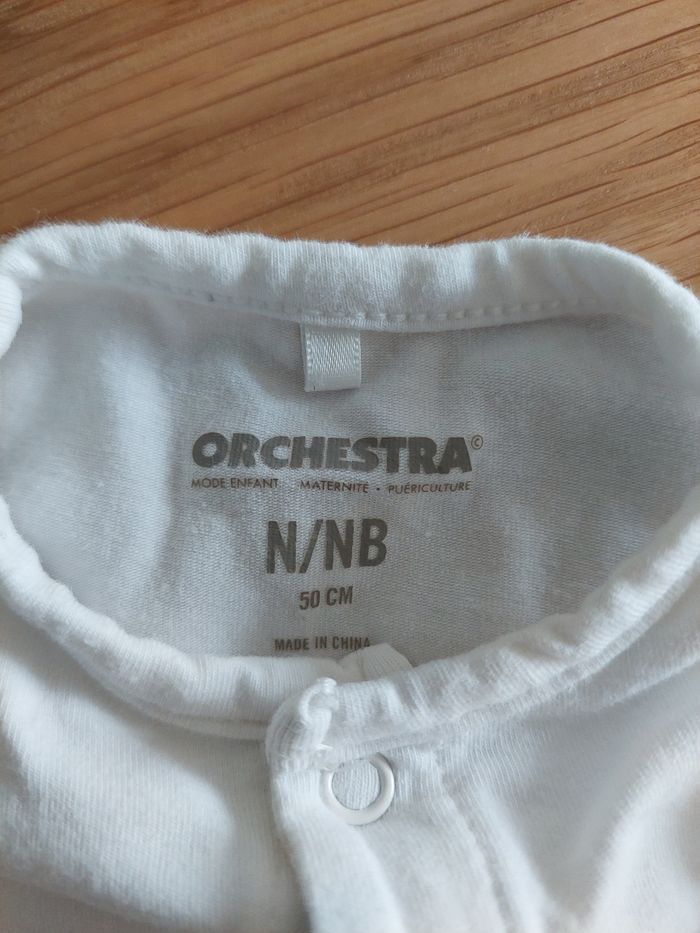 ORCHESTRA©
MODE ENFANT · MATERNITÉ · PUÉRICULTURE
N/NB
50 CM
MADE IN CHINA